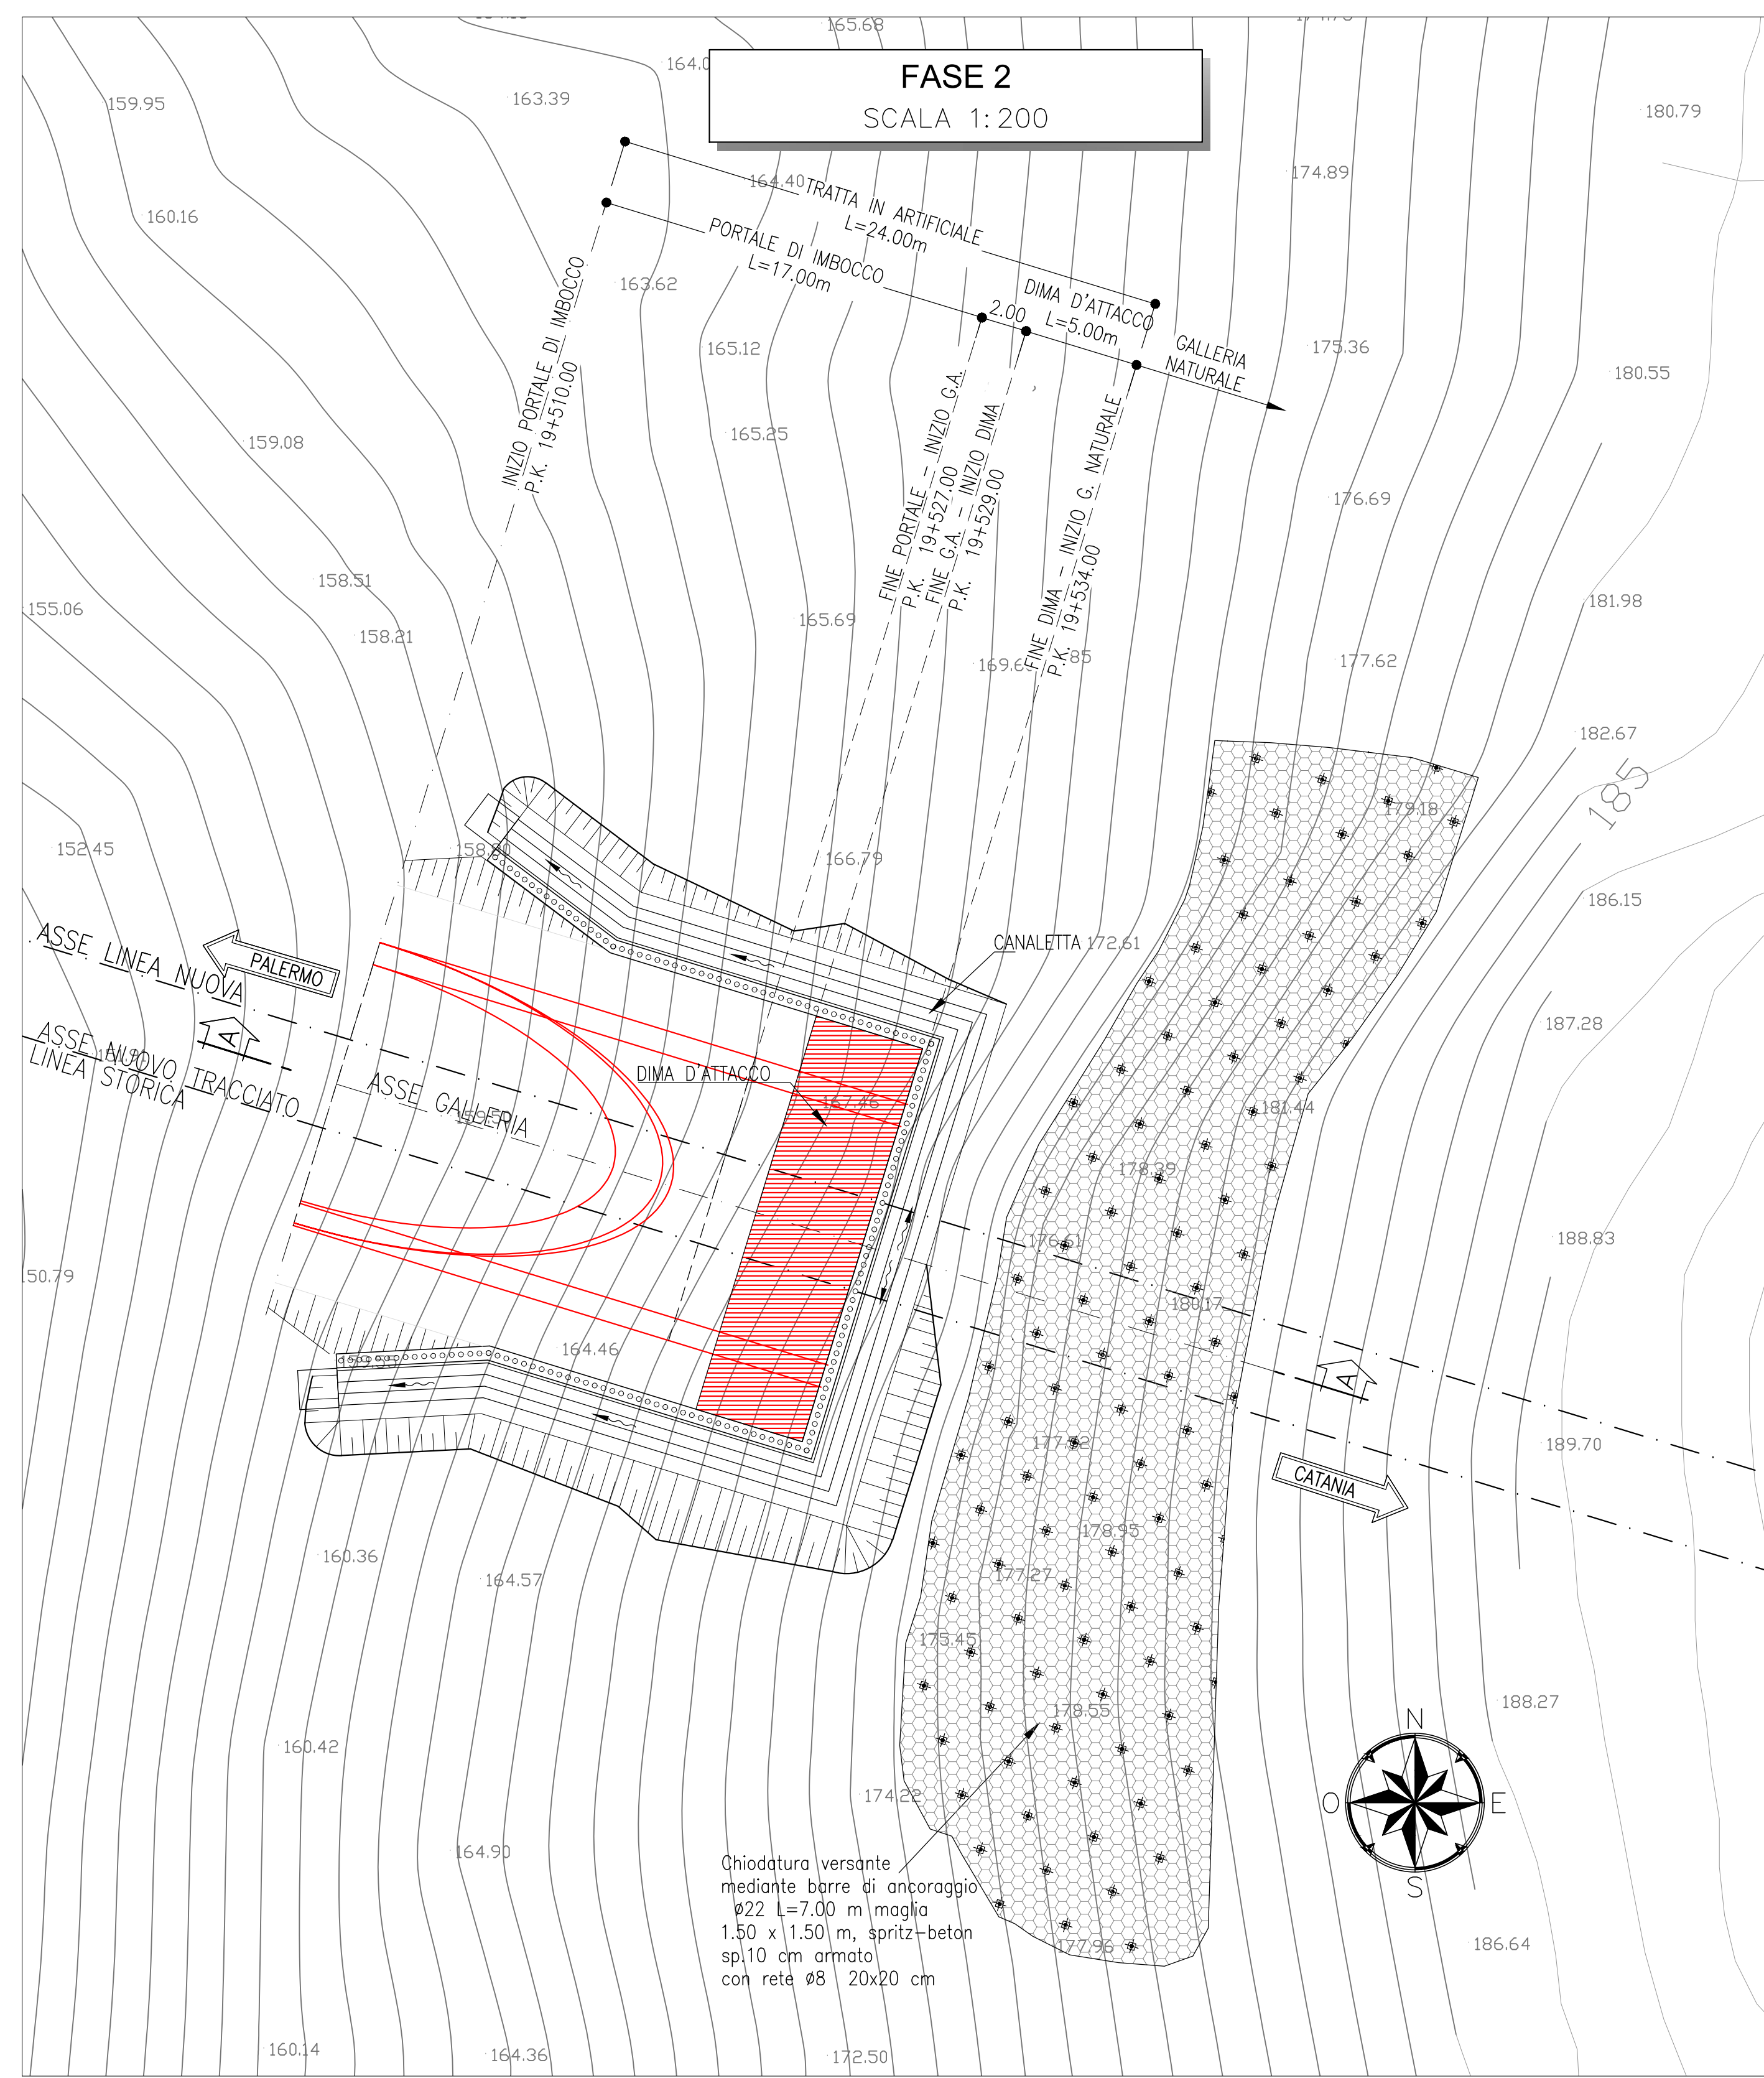 FASE 2
SCALA 1:200
165.68
164.0
163.39
159.95
180.79
174.89
164.40
TRATTA IN ARTIFICIALE
L=24.00m
160.16
PORTALE DI IMBOCCO
L=17.00m
163.62
DIMA D'ATTACCO
L=5.00m
2.00
GALLERIA
NATURALE
INIZIO PORTALE DI IMBOCCO
P.K. 19+510.00
165.12
175.36
180.55
FINE PORTALE - INIZIO G.A.
P.K. 19+527.00
FINE G.A. - INIZIO DIMA
P.K. 19+529.00
FINE DIMA - INIZIO G. NATURALE
P.K. 19+534.00
165.25
159.08
176.69
158.51
155.06
158.21
165.69
181.98
169.6
85
177.62
182.67
185
179.18
152.45
166.79
186.15
ASSE LINEA NUOVA
PALERMO
CANALETTA
172.61
187.28
A
ASSE NUOVO TRACCIATO
LINEA STORICA
ASSE GALLERIA
DIMA D'ATTACCO
167.46
181.44
178.39
176.61
188.83
150.79
180.17
164.46
A
177.62
189.70
CATANIA
178.95
160.36
164.57
177.27
175.45
178.55
188.27
160.42
174.22
N
O
E
S
164.90
Chiodatura versante
mediante barre di ancoraggio
ø22 L=7.00 m maglia
1.50 x 1.50 m, spritz-beton
sp.10 cm armato
con rete ø8 20x20 cm
177.96
186.64
160.14
164.36
172.50